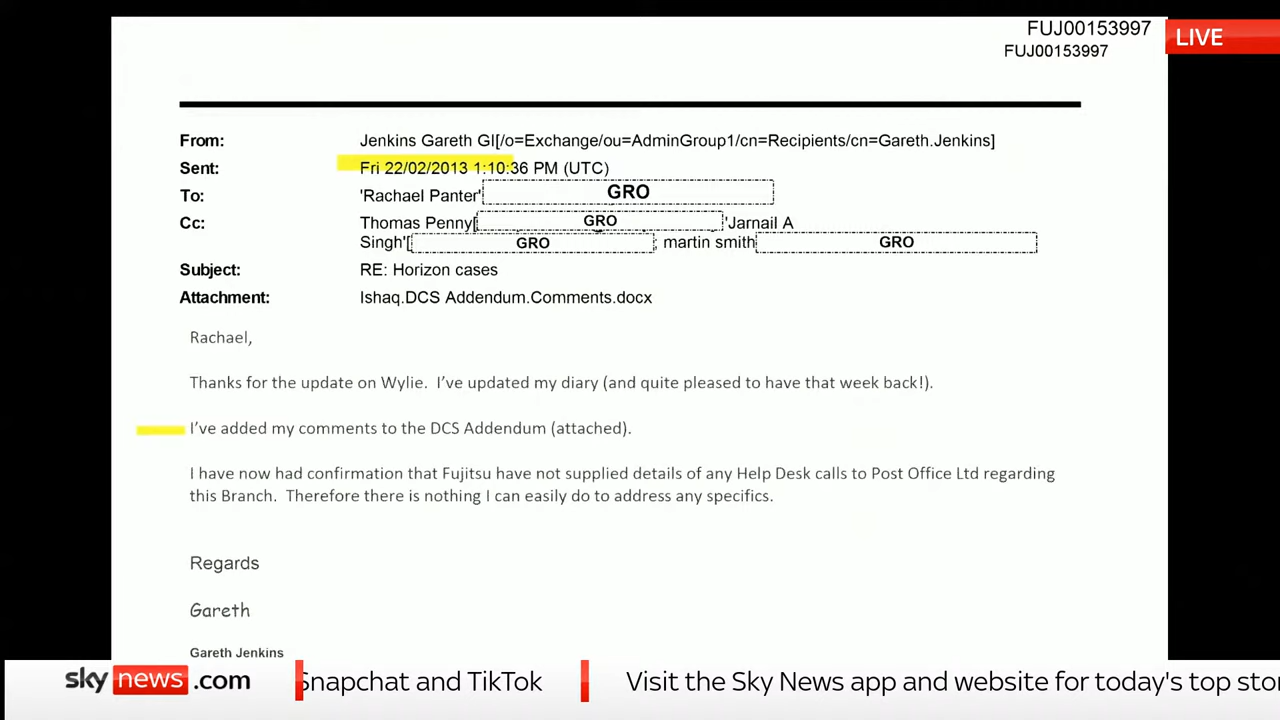 FUJ00153997
FUJ00153997
LIVE
From: Jenkins Gareth GI[/o=Exchange/ou=AdminGroup1/cn=Recipients/cn=Gareth.Jenkins]
Sent: Fri 22/02/2013 1:10:36 PM (UTC)
To: 'Rachael Panter' GRO
Cc: Thomas Penny[ GRO 'Jarnail A
Singh'[ GRO ; martin smith GRO
Subject: RE: Horizon cases
Attachment: Ishaq.DCS Addendum.Comments.docx
Rachael,
Thanks for the update on Wylie. I've updated my diary (and quite pleased to have that week back!).
I've added my comments to the DCS Addendum (attached).
I have now had confirmation that Fujitsu have not supplied details of any Help Desk calls to Post Office Ltd regarding
this Branch. Therefore there is nothing I can easily do to address any specifics.
Regards
Gareth
Gareth Jenkins
sky news.com Snapchat and TikTok Visit the Sky News app and website for today's top